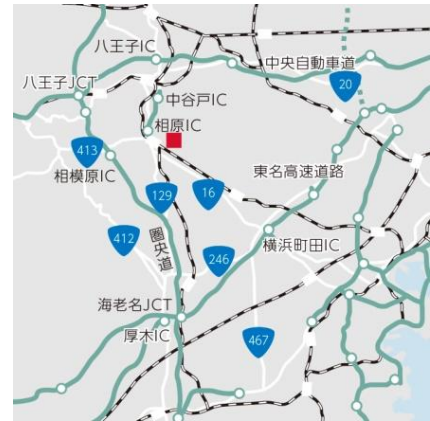 八王子IC
中央自動車道
八王子JCT
20
中谷戸IC
相原IC
413
相模原IC
東名高速道路
129
16
412
圏央道
246
横浜町田IC
海老名JCT
厚木IC
467